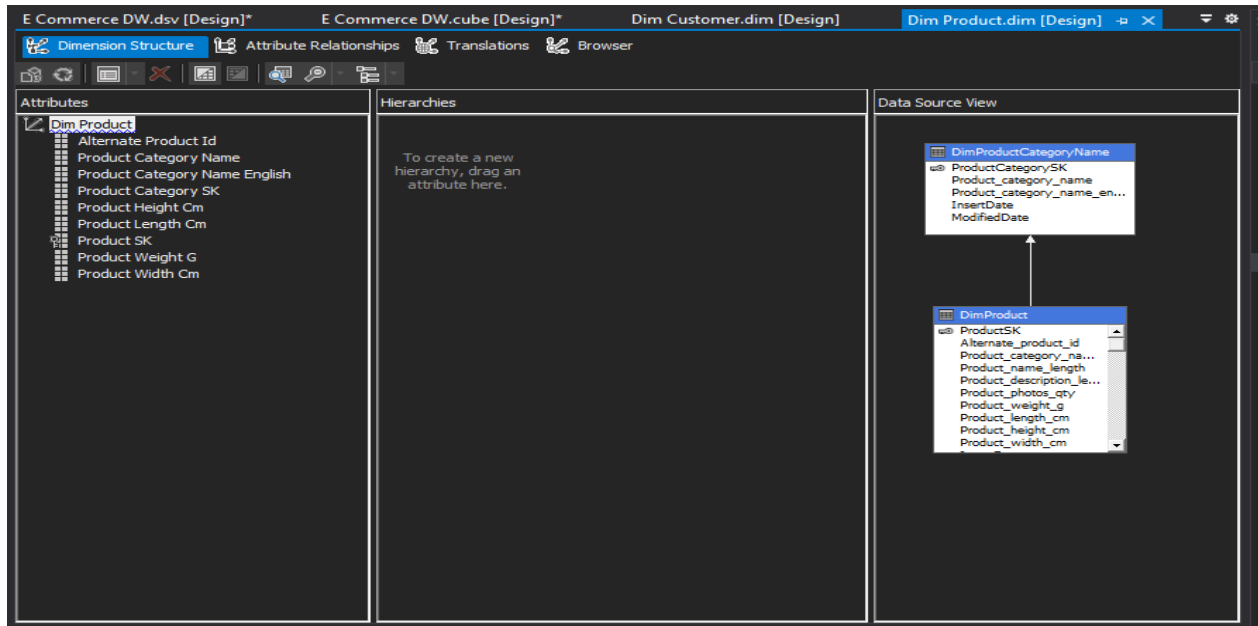 E Commerce DW.dsv [Design]* E Commerce DW.cube [Design]* Dim Customer.dim [Design] Dim Product.dim [Design]
Dimension Structure Attribute Relationships Translations Browser
Attributes
Dim Product
Alternate Product Id
Product Category Name
Product Category Name English
Product Category SK
Product Height Cm
Product Length Cm
Product SK
Product Weight G
Product Width Cm
Hierarchies
To create a new
hierarchy, drag an
attribute here.
Data Source View
DimProductCategoryName
ProductCategorySK
Product_category_name
Product_category_name_en...
InsertDate
ModifiedDate
DimProduct
ProductSK
Alternate_product_id
Product_category_na...
Product_name_length
Product_description_le...
Product_photos_qty
Product_weight_g
Product_length_cm
Product_height_cm
Product_width_cm